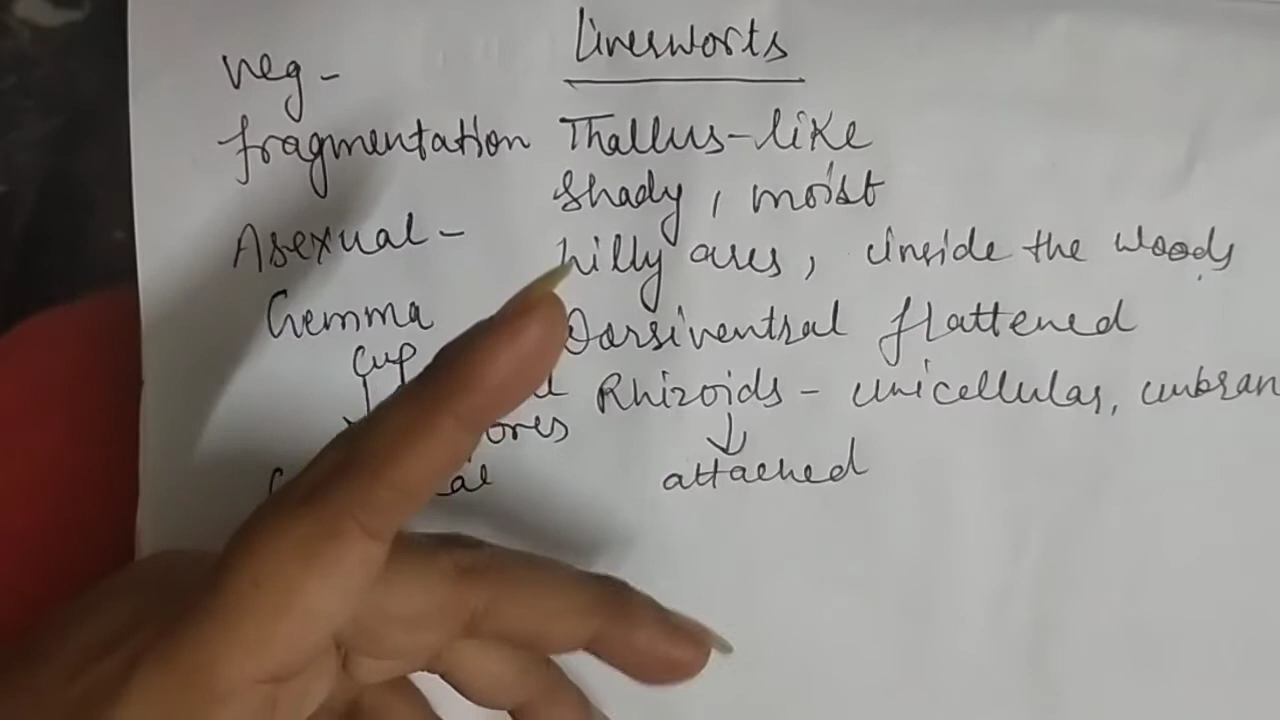 Liverworts
veg -
fragmentation
Asexual -
Gemma
Cup
Thallus-like
Shady, moist
hilly ares, inside the woods
Dorsiventral flattened
Rhizoids - unicellular, unbran
attached